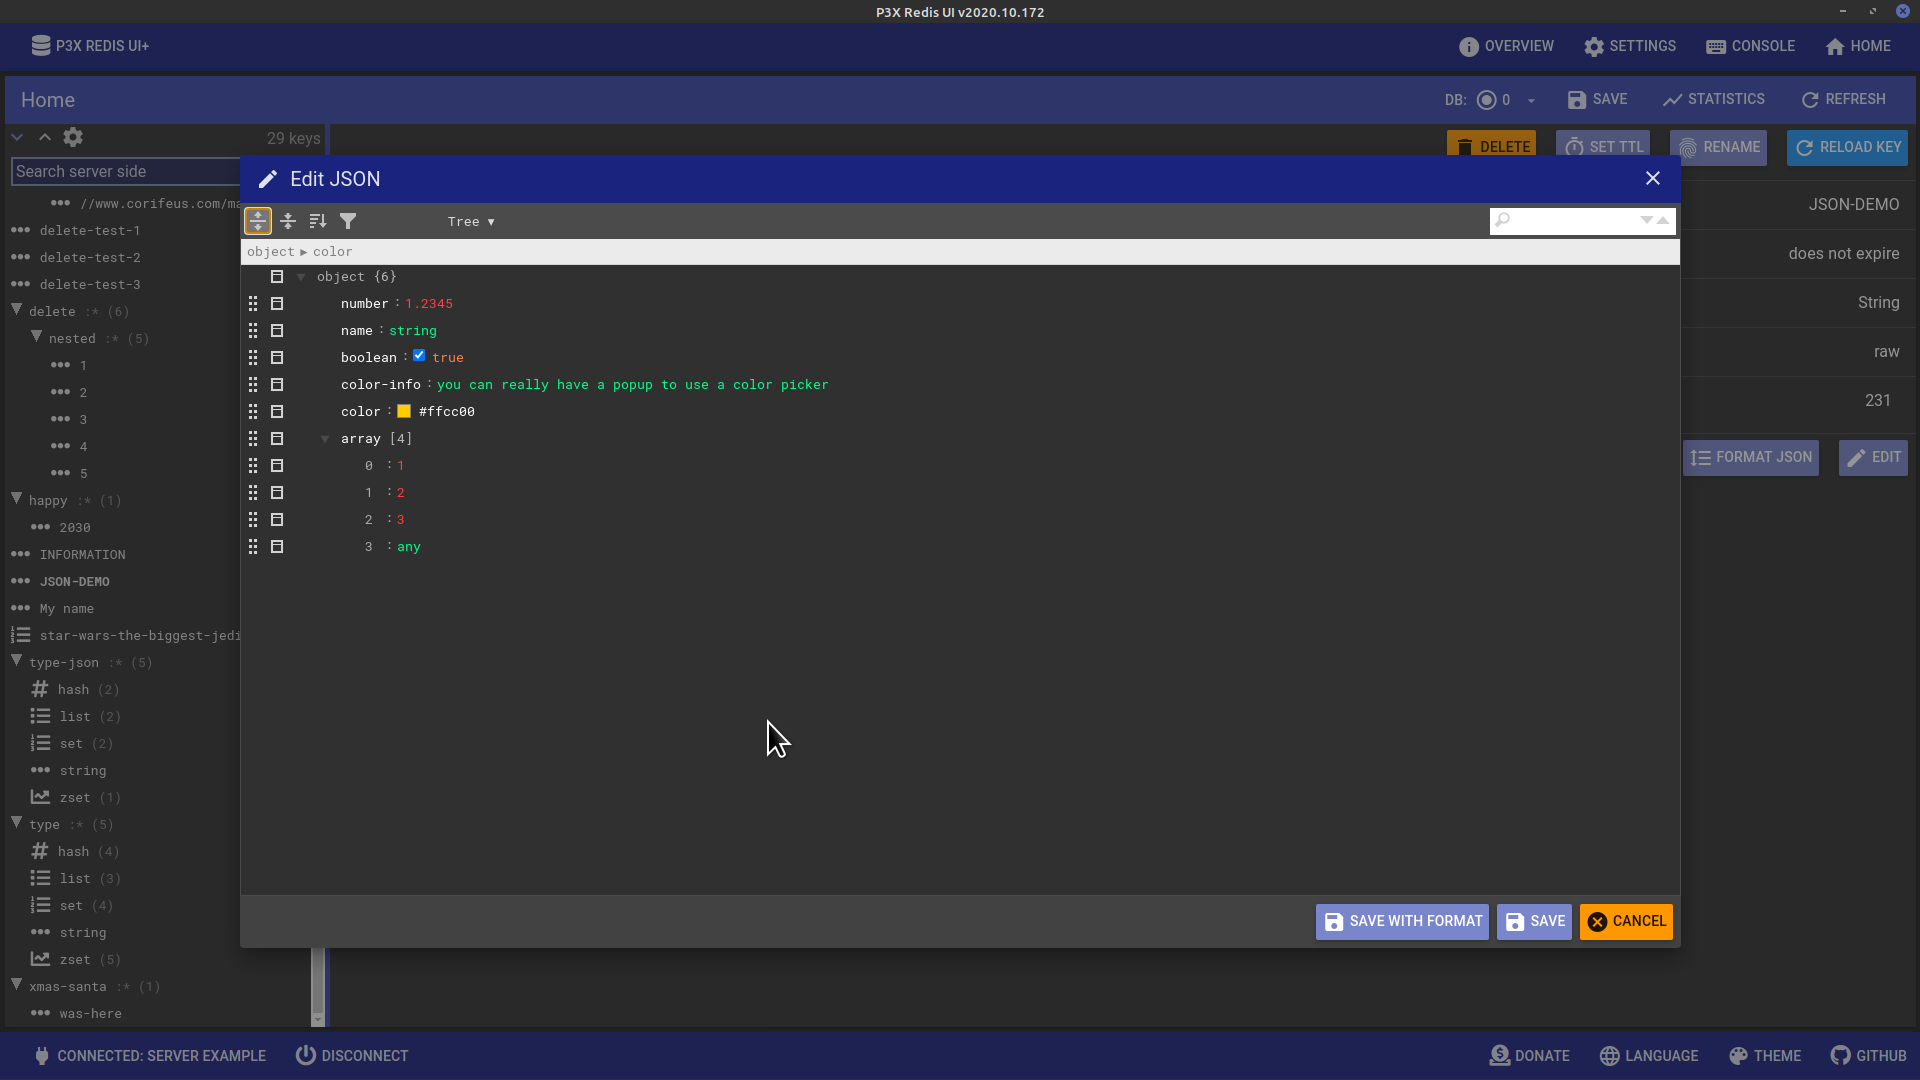 P3X Redis UI v2020.10.172
P3X REDIS UI+
OVERVIEW SETTINGS CONSOLE HOME
Home
DB: 0 SAVE STATISTICS REFRESH
29 keys
DELETE SET TTL RENAME RELOAD KEY
Search server side
//www.corifeus.com/ma
delete-test-1
delete-test-2
delete-test-3
delete :* (6)
nested :* (5)
1
2
3
4
5
happy :* (1)
2030
INFORMATION
JSON-DEMO
My name
star-wars-the-biggest-jedi
type-json :* (5)
hash (2)
list (2)
set (2)
string
zset (1)
type :* (5)
hash (4)
list (3)
set (4)
string
zset (5)
xmas-santa :* (1)
was-here
Edit JSON
Tree ▾
object ▸ color
object {6}
number : 1.2345
name : string
boolean : true
color-info : you can really have a popup to use a color picker
color : #ffcc00
array [4]
0 : 1
1 : 2
2 : 3
3 : any
SAVE WITH FORMAT SAVE CANCEL
JSON-DEMO
does not expire
String
raw
231
FORMAT JSON EDIT
CONNECTED: SERVER EXAMPLE DISCONNECT
DONATE LANGUAGE THEME GITHUB